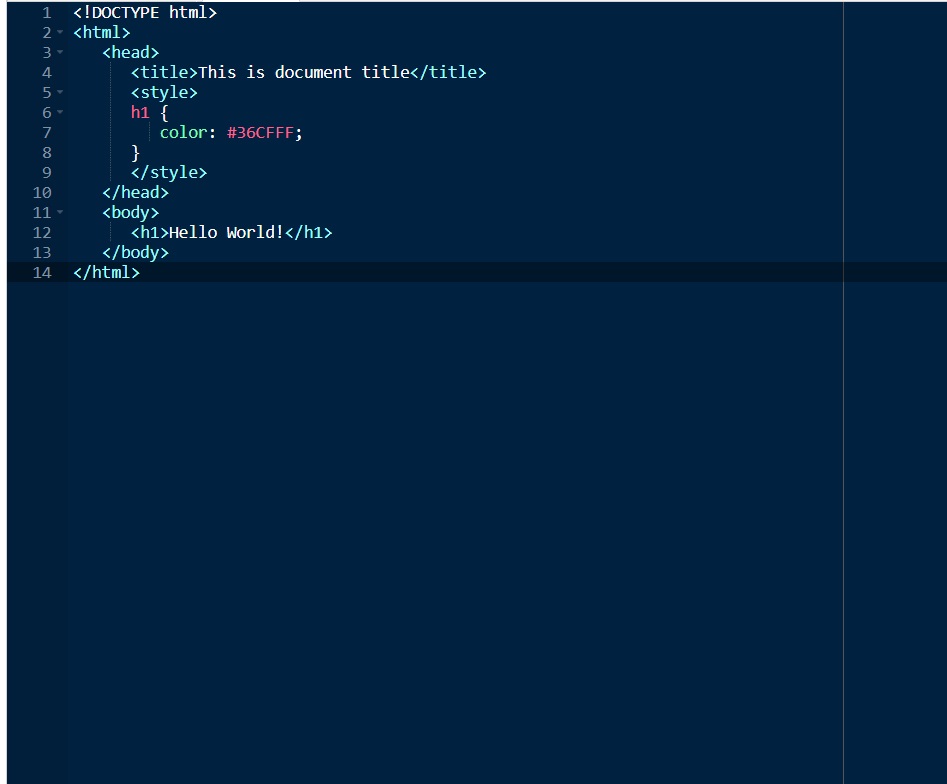 1 <!DOCTYPE html>
2 <html>
3    <head>
4       <title>This is document title</title>
5       <style>
6       h1 {
7          color: #36CFFF;
8       }
9       </style>
10    </head>
11    <body>
12       <h1>Hello World!</h1>
13    </body>
14 </html>